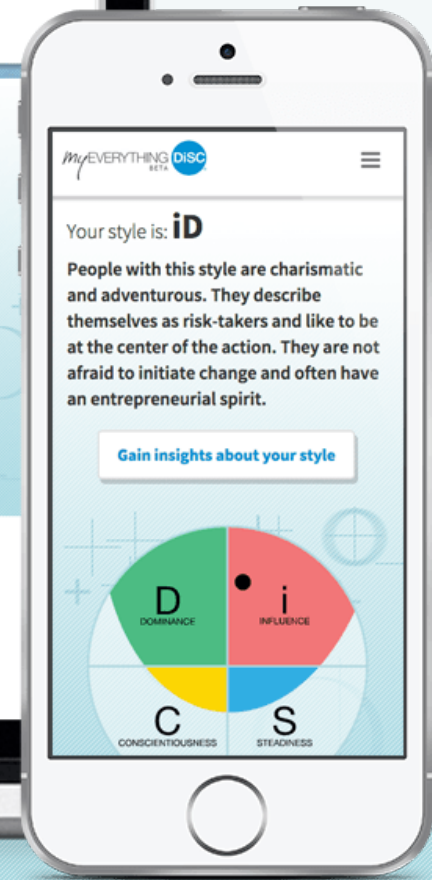 myEVERYTHING DiSC
BETA
Your style is: iD
People with this style are charismatic
and adventurous. They describe
themselves as risk-takers and like to be
at the center of the action. They are not
afraid to initiate change and often have
an entrepreneurial spirit.
Gain insights about your style
D i
DOMINANCE INFLUENCE
C S
CONSCIENTIOUSNESS STEADINESS